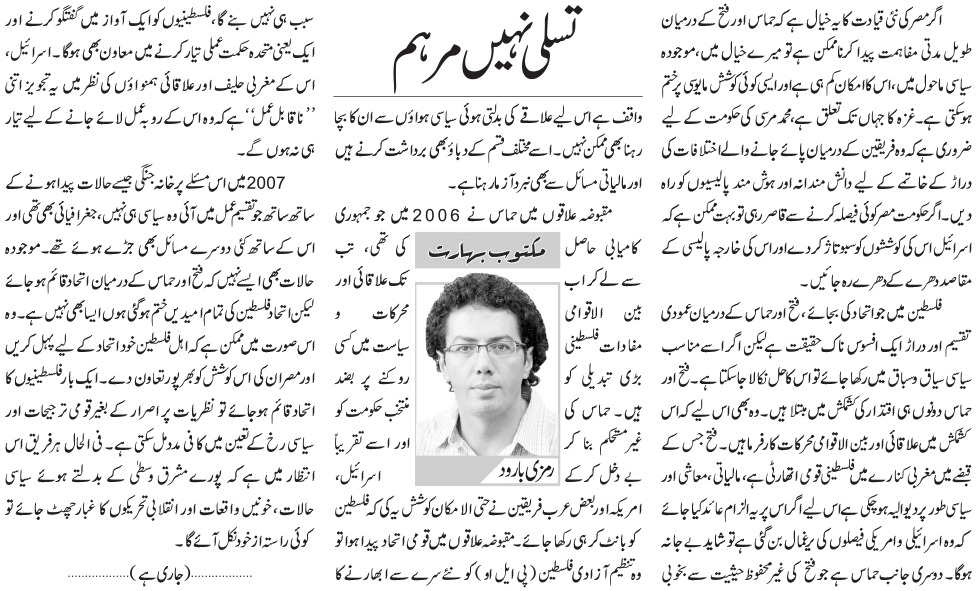 تسلی نہیں مرہم
اگر مصر کی نئی قیادت کا یہ خیال ہے کہ حماس اور فتح کے درمیان
طویل مدتی مفاہمت پیدا کرنا ممکن ہے تو میرے خیال میں، موجودہ
سیاسی ماحول میں، اس کا امکان کم ہی ہے اور ایسی کوئی کوشش مایوسی پر ختم
ہوسکتی ہے۔ غزہ کا جہاں تک تعلق ہے، محمد مرسی کی حکومت کے لیے
ضروری ہے کہ وہ فریقین کے درمیان پائے جانے والے اختلافات کی
دراڑ کے خاتمے کے لیے دانش مندانہ اور ہوش مند پالیسیوں کو راہ
دیں۔ اگر حکومت مصر کوئی فیصلہ کرنے سے قاصر رہی تو بہت ممکن ہے کہ
اسرائیل اس کی کوششوں کو سبوتاژ کردے اور اس کی خارجہ پالیسی کے
مقاصد دھرے کے دھرے رہ جائیں۔
فلسطین میں جو اتحاد کی بجائے، فتح اور حماس کے درمیان عمودی
تقسیم اور دراڑ ایک افسوس ناک حقیقت ہے لیکن اگر اسے مناسب
سیاسی سیاق و سباق میں رکھا جائے تو اس کا حل نکالا جاسکتا ہے۔ فتح اور
حماس دونوں ہی اقتدار کی کشمکش میں مبتلا ہیں۔ وہ بھی اس لیے کہ اس
کشمکش میں علاقائی اور بین الاقوامی محرکات کارفرما ہیں۔ فتح جس کے
قبضے میں مغربی کنارے میں فلسطینی قومی اتھارٹی ہے، مالیاتی، معاشی اور
سیاسی طور پر دیوالیہ ہوچکی ہے اس لیے اگر اس پر یہ الزام عائد کیا جائے
کہ وہ اسرائیلی و امریکی فیصلوں کی یرغمال بن گئی ہے تو شاید بے جا نہ
ہوگا۔ دوسری جانب حماس ہے جو فتح کی غیر محفوظ حیثیت سے بخوبی
واقف ہے اس لیے علاقے کی بدلتی ہوئی سیاسی ہواؤں سے ان کا بچا
رہنا بھی ممکن نہیں۔ اسے مختلف قسم کے دباؤ بھی برداشت کرنے ہیں
اور مالیاتی مسائل سے بھی نبرد آزما رہنا ہے۔
مقبوضہ علاقوں میں حماس نے 2006 میں جو جمہوری
کامیابی حاصل کی تھی، تب
سے لے کر اب تک علاقائی اور
بین الاقوامی محرکات و
مفادات فلسطینی سیاست میں کسی
بڑی تبدیلی کو روکنے پر بضد
ہیں۔ حماس کی منتخب حکومت کو
غیر مستحکم بنا کر اور اسے تقریباً
بے دخل کرکے اسرائیل،
امریکہ اور بعض عرب فریقین نے حتی الامکان کوشش یہ کی کہ فلسطین
کو بانٹ کر ہی رکھا جائے۔ مقبوضہ علاقوں میں قومی اتحاد پیدا ہوا تو
وہ تنظیم آزادی فلسطین (پی ایل او) کو نئے سرے سے ابھارنے کا
مکتوب بہارت
رمزی بارود
سبب ہی نہیں بنے گا، فلسطینیوں کو ایک آواز میں گفتگو کرنے اور
ایک یعنی متحدہ حکمت عملی تیار کرنے میں معاون بھی ہوگا۔ اسرائیل،
اس کے مغربی حلیف اور علاقائی ہمنواؤں کی نظر میں یہ تجویز اتنی
’’ناقابل عمل‘‘ ہے کہ وہ اس کے روبہ عمل لائے جانے کے لیے تیار
ہی نہ ہوں گے۔
2007 میں اس مسئلے پر خانہ جنگی جیسے حالات پیدا ہونے کے
ساتھ ساتھ جو تقسیم عمل میں آئی وہ سیاسی ہی نہیں، جغرافیائی بھی تھی اور
اس کے ساتھ کئی دوسرے مسائل بھی جڑے ہوئے تھے۔ موجودہ
حالات بھی ایسے نہیں کہ فتح اور حماس کے درمیان اتحاد قائم ہو جائے
لیکن اتحاد فلسطین کی تمام امیدیں ختم ہوگئی ہوں ایسا بھی نہیں ہے۔ وہ
اس صورت میں ممکن ہے کہ اہل فلسطین خود اتحاد کے لیے پہل کریں
اور مصر ان کی اس کوشش کو بھر پور تعاون دے۔ ایک بار فلسطینیوں کا
اتحاد قائم ہو جائے تو نظریات پر اصرار کے بغیر قومی ترجیحات اور
سیاسی رخ کے تعین میں کافی مدد مل سکتی ہے۔ فی الحال ہر فریق اس
انتظار میں ہے کہ پورے مشرق وسطیٰ کے بدلتے ہوئے سیاسی
حالات، خونیں واقعات اور انقلابی تحریکوں کا غبار چھٹ جائے تو
کوئی راستہ از خود نکل آئے گا۔
..................(جاری ہے)..................